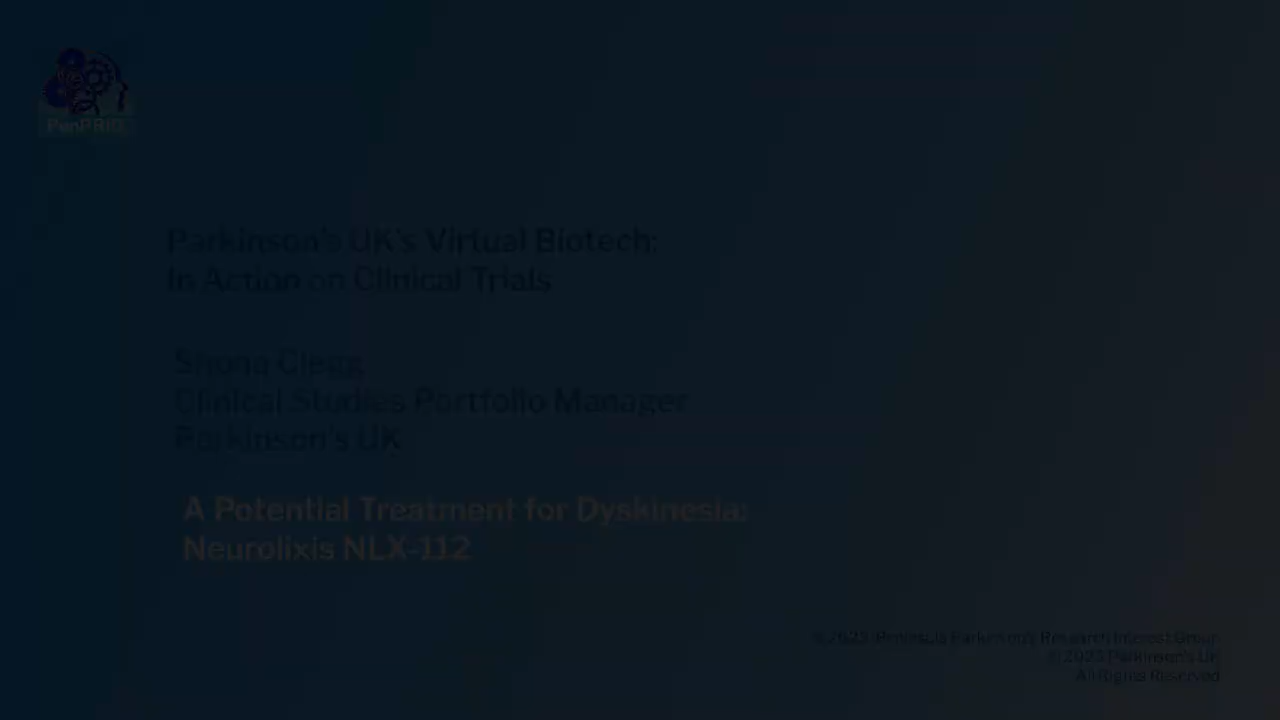 PenPRIG
Parkinson's UK's Virtual Biotech:
In Action on Clinical Trials
Shona Clegg
Clinical Studies Portfolio Manager
Parkinson's UK
A Potential Treatment for Dyskinesia:
Neurolixis NLX-112
© 2023 Peninsula Parkinson's Research Interest Group
© 2023 Parkinson's UK
All Rights Reserved